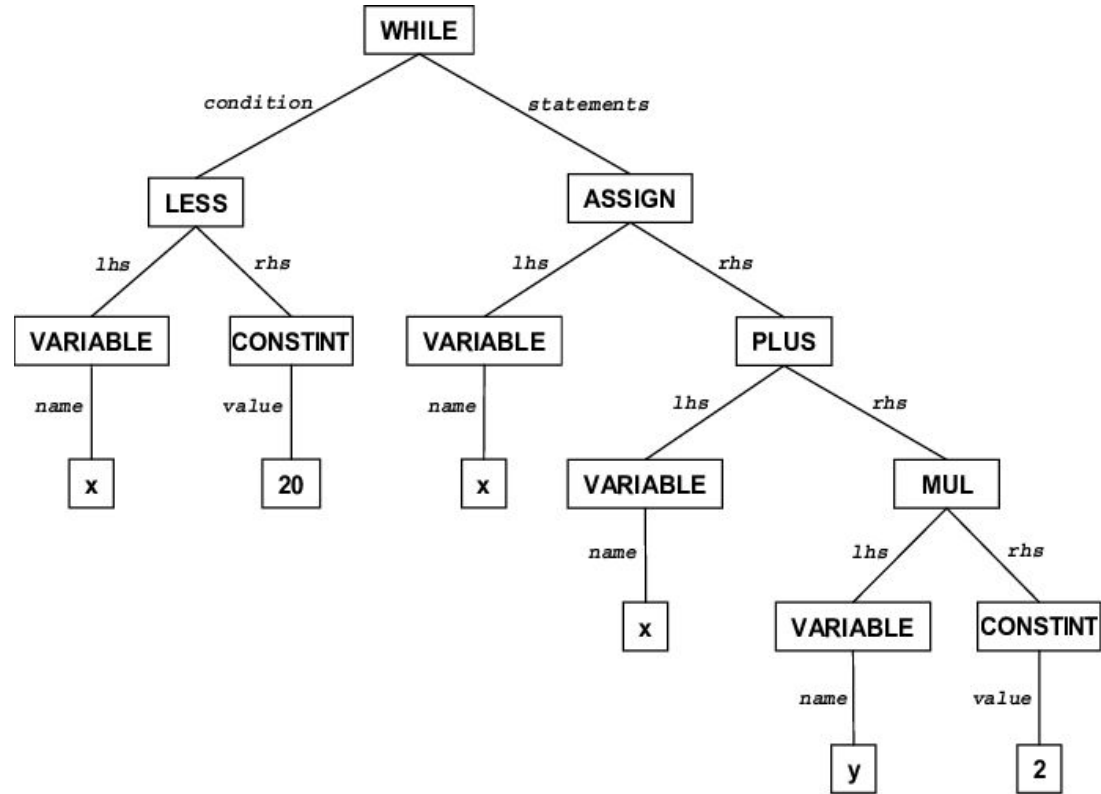 WHILE
condition statements
LESS ASSIGN
lhs rhs lhs rhs
VARIABLE CONSTINT VARIABLE PLUS
name value name lhs rhs
x 20 x VARIABLE MUL
name lhs rhs
x VARIABLE CONSTINT
name value
y 2